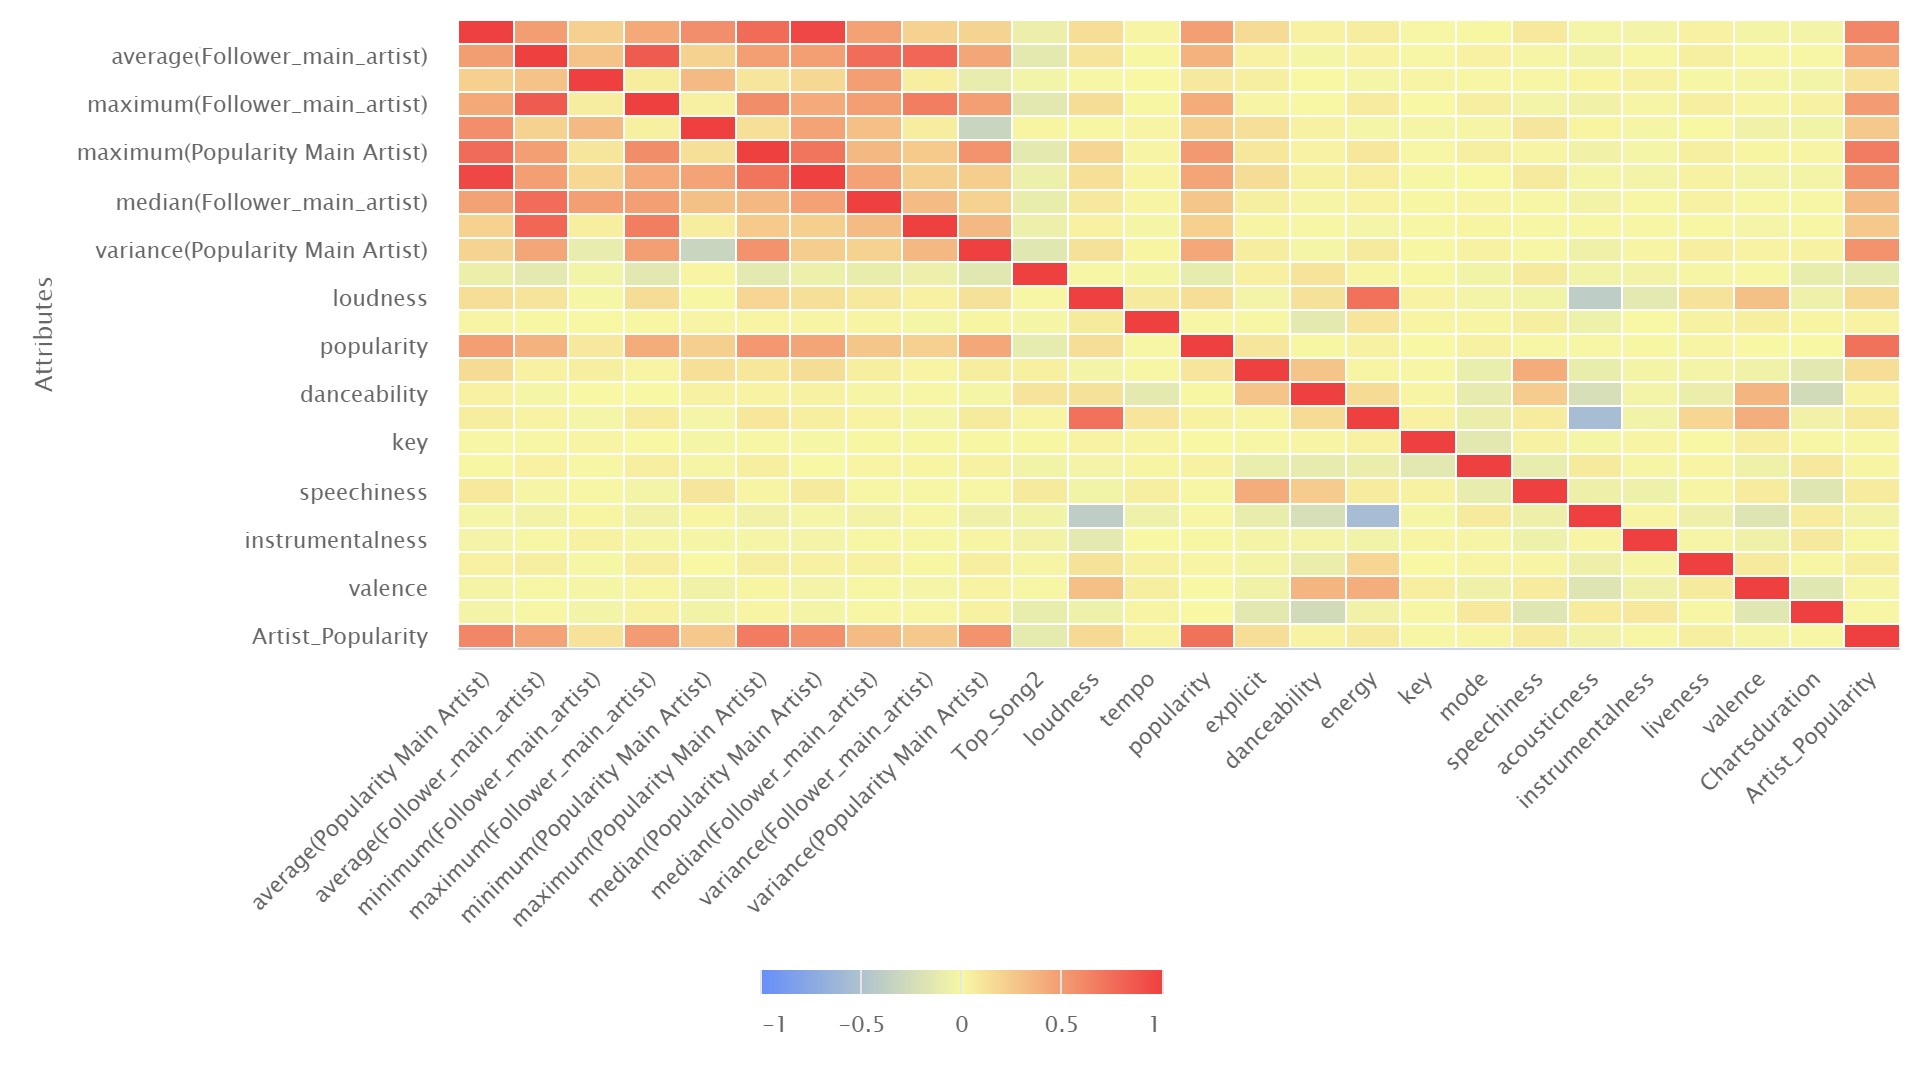 Attributes
average(Follower_main_artist)
maximum(Follower_main_artist)
maximum(Popularity Main Artist)
median(Follower_main_artist)
variance(Popularity Main Artist)
loudness
popularity
danceability
key
speechiness
instrumentalness
valence
Artist_Popularity
average(Popularity Main Artist)
average(Follower_main_artist)
minimum(Follower_main_artist)
maximum(Follower_main_artist)
minimum(Popularity Main Artist)
maximum(Popularity Main Artist)
median(Popularity Main Artist)
median(Follower_main_artist)
variance(Follower_main_artist)
variance(Popularity Main Artist)
Top_Song2
loudness
tempo
popularity
explicit
danceability
energy
key
mode
speechiness
acousticness
instrumentalness
liveness
valence
Chartsduration
Artist_Popularity
-1 -0.5 0 0.5 1